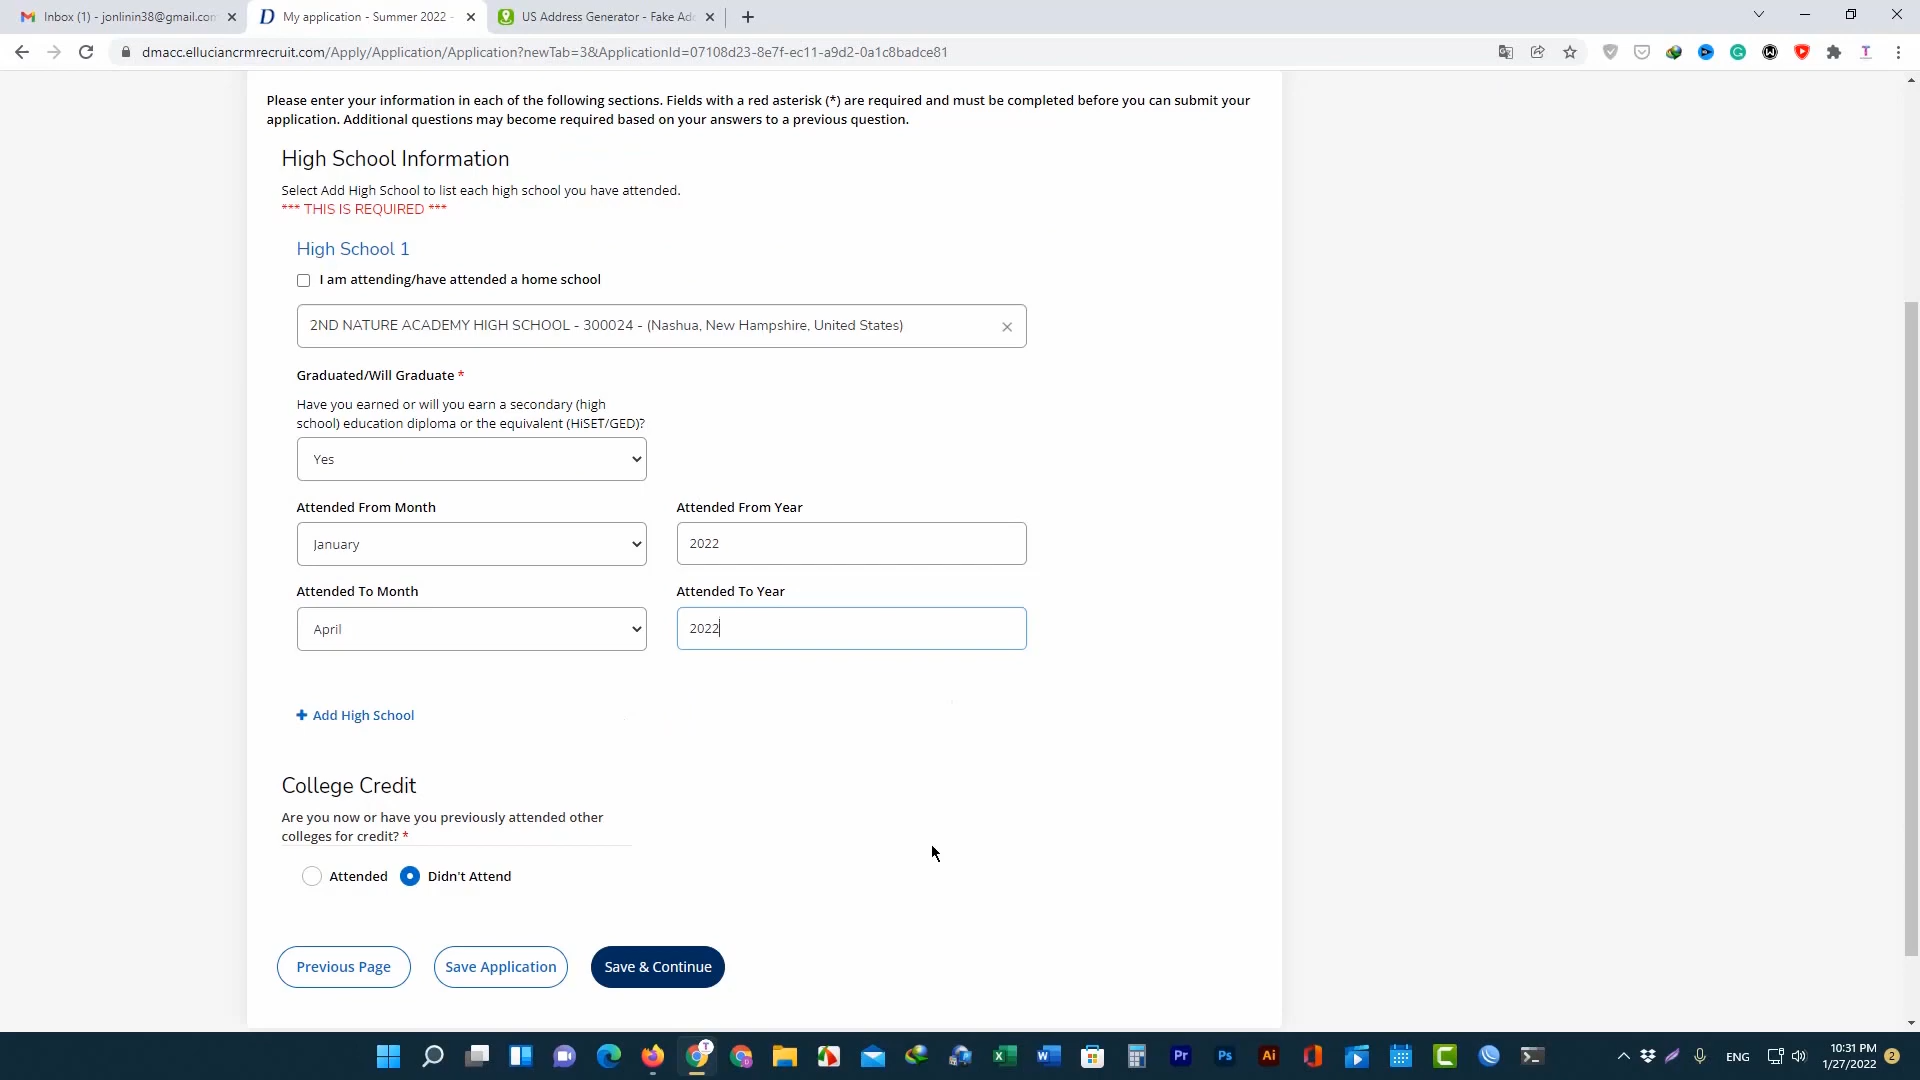 Inbox (1) - jonlinin38@gmail.com
My application - Summer 2022 -
US Address Generator - Fake Add
dmacc.elluciancrmrecruit.com/Apply/Application/Application?newTab=3&ApplicationId=07108d23-8e7f-ec11-a9d2-0a1c8badce81
Please enter your information in each of the following sections. Fields with a red asterisk (*) are required and must be completed before you can submit your
application. Additional questions may become required based on your answers to a previous question.
High School Information
Select Add High School to list each high school you have attended.
*** THIS IS REQUIRED ***
High School 1
I am attending/have attended a home school
2ND NATURE ACADEMY HIGH SCHOOL - 300024 - (Nashua, New Hampshire, United States)
Graduated/Will Graduate *
Have you earned or will you earn a secondary (high
school) education diploma or the equivalent (HiSET/GED)?
Yes
Attended From Month Attended From Year
January 2022
Attended To Month Attended To Year
April 2022
+ Add High School
College Credit
Are you now or have you previously attended other
colleges for credit? *
Attended Didn't Attend
Previous Page Save Application Save & Continue
ENG
10:31 PM
1/27/2022
2